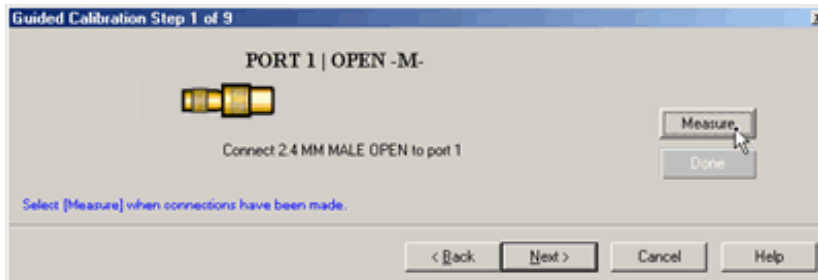 Guided Calibration Step 1 of 9
PORT 1 | OPEN -M-
Connect 2.4 MM MALE OPEN to port 1
Measure
Done
Select [Measure] when connections have been made.
< Back
Next >
Cancel
Help